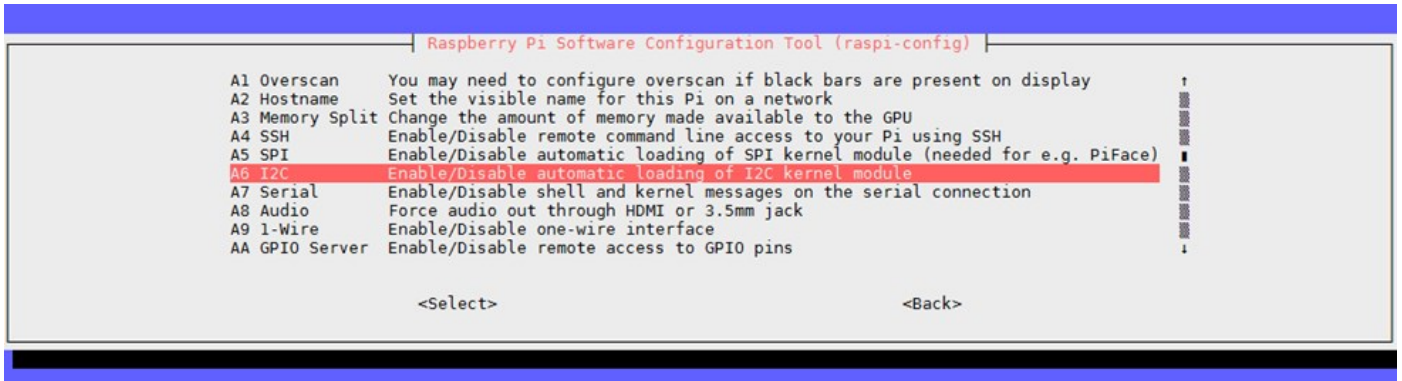 Raspberry Pi Software Configuration Tool (raspi-config)
A1 Overscan You may need to configure overscan if black bars are present on display
A2 Hostname Set the visible name for this Pi on a network
A3 Memory Split Change the amount of memory made available to the GPU
A4 SSH Enable/Disable remote command line access to your Pi using SSH
A5 SPI Enable/Disable automatic loading of SPI kernel module (needed for e.g. PiFace)
A6 I2C Enable/Disable automatic loading of I2C kernel module
A7 Serial Enable/Disable shell and kernel messages on the serial connection
A8 Audio Force audio out through HDMI or 3.5mm jack
A9 1-Wire Enable/Disable one-wire interface
AA GPIO Server Enable/Disable remote access to GPIO pins
<Select> <Back>